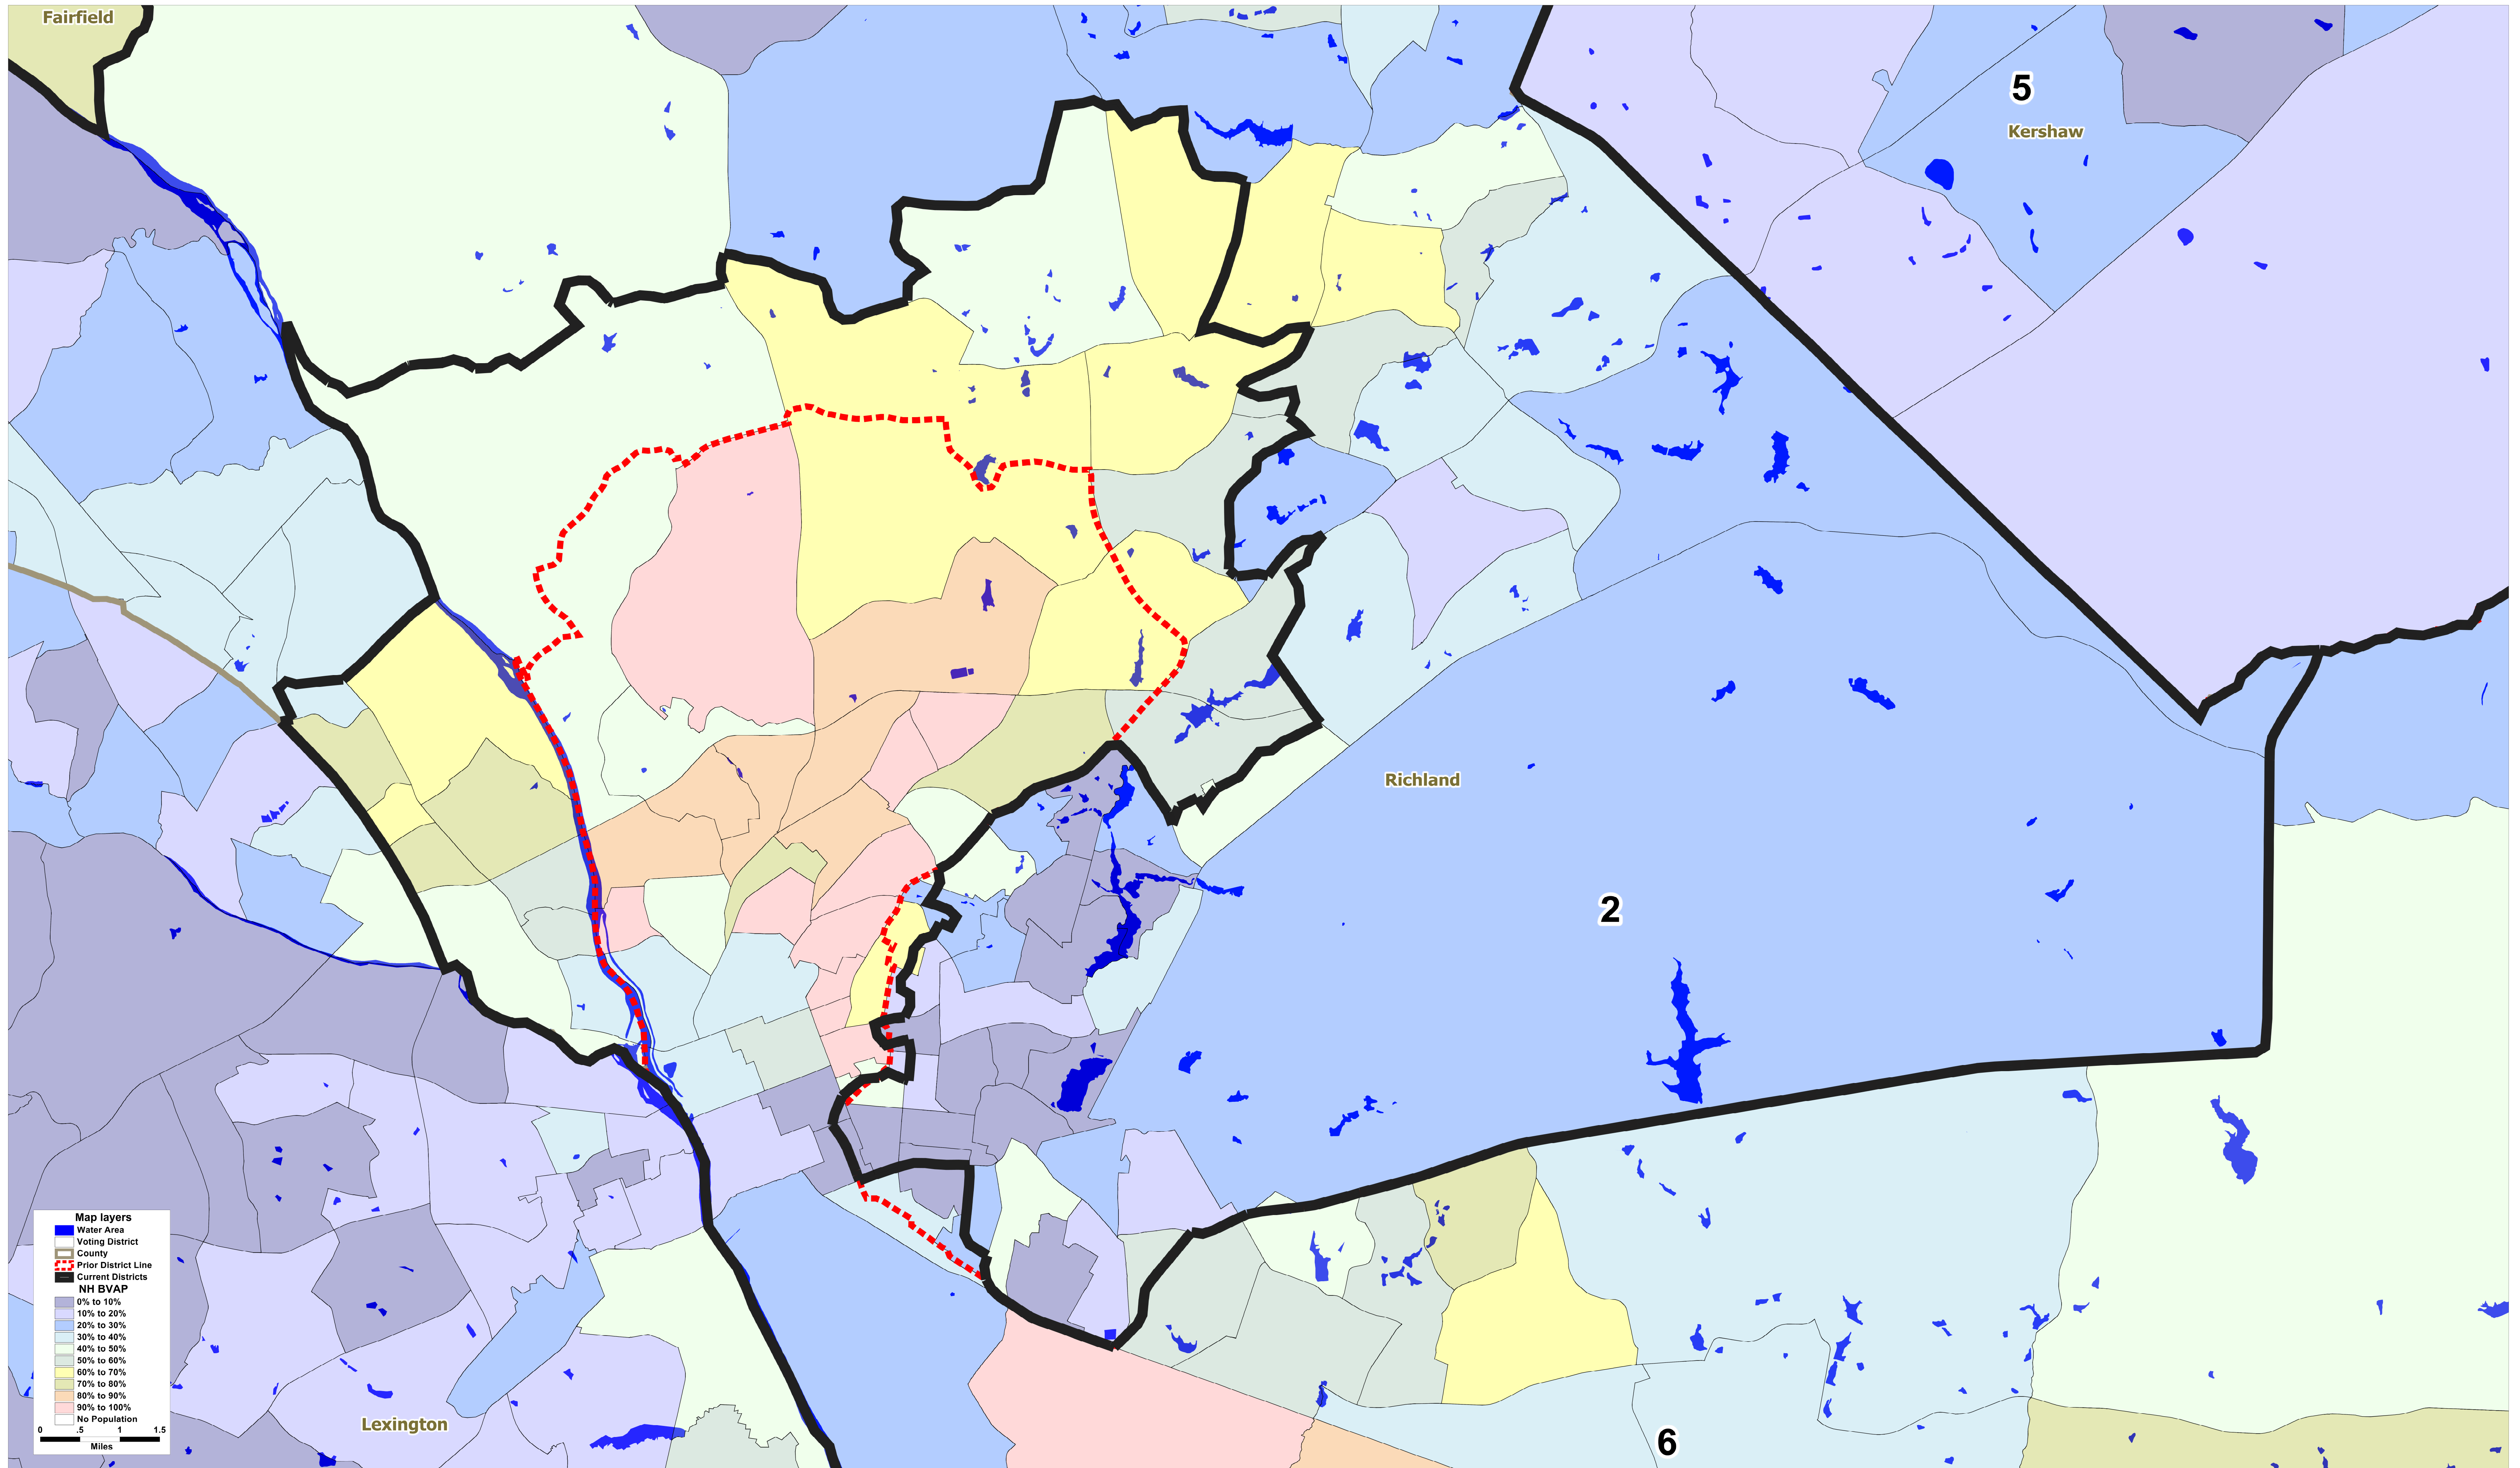 Fairfield
5
Kershaw
Richland
2
Map layers
Water Area
Voting District
County
Prior District Line
Current Districts
NH BVAP
0% to 10%
10% to 20%
20% to 30%
30% to 40%
40% to 50%
50% to 60%
60% to 70%
70% to 80%
80% to 90%
90% to 100%
No Population
0 .5 1 1.5
Miles
Lexington
6